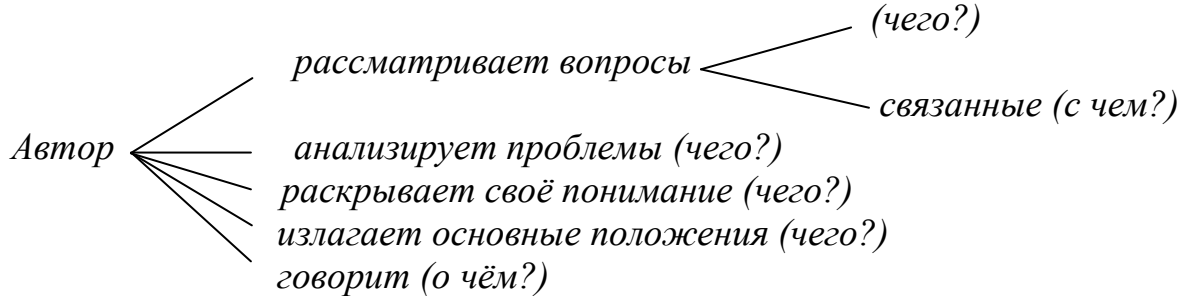 (чего?)
рассматривает вопросы
связанные (с чем?)
Автор
анализирует проблемы (чего?)
раскрывает своё понимание (чего?)
излагает основные положения (чего?)
говорит (о чём?)